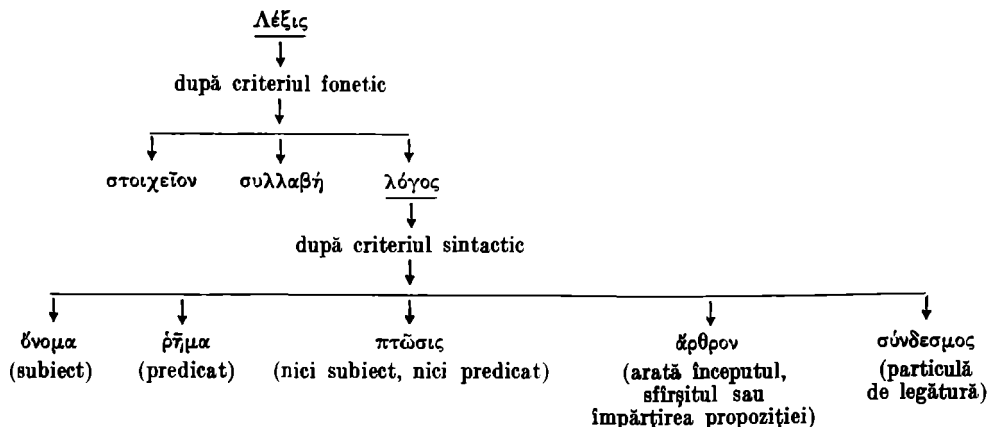 Λέξις
după criteriul fonetic
στοιχεῖον συλλαβή λόγος
după criteriul sintactic
ὄνομα ῥῆμα πτῶσις ἄρθρον σύνδεσμος
(subiect) (predicat) (nici subiect, nici predicat) (arată începutul, (particulă
sfîrşitul sau de legătură)
împărţirea propoziţiei)